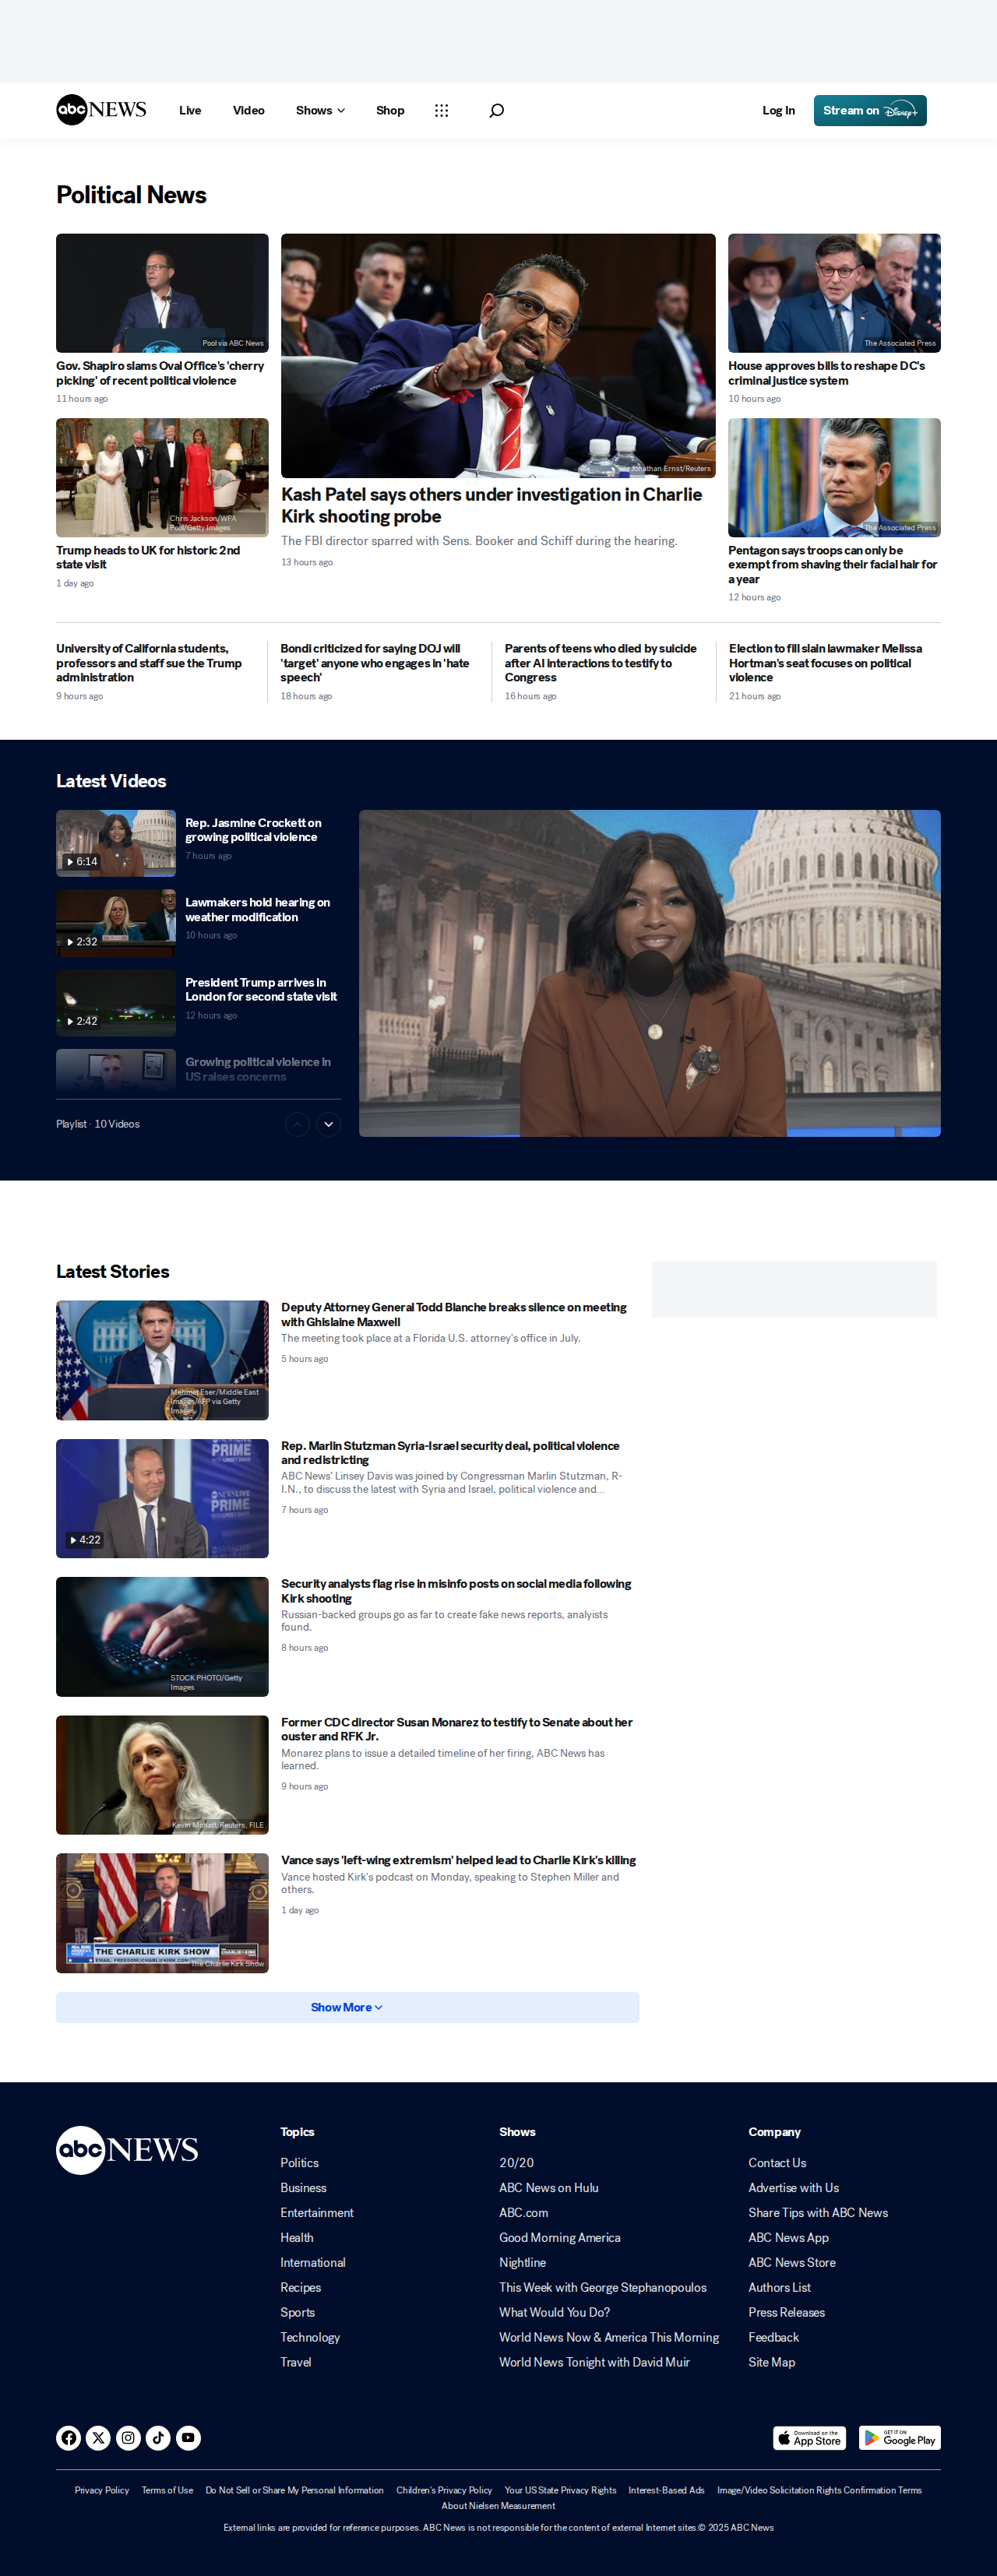 abc NEWS
Live
Video
Shows
Shop
Log In
Stream on Disney+
Political News
Pool via ABC News
Gov. Shapiro slams Oval Office's 'cherry
picking' of recent political violence
11 hours ago
Chris Jackson/WPA
Pool/Getty Images
Trump heads to UK for historic 2nd
state visit
1 day ago
Jonathan Ernst/Reuters
Kash Patel says others under investigation in Charlie
Kirk shooting probe
The FBI director sparred with Sens. Booker and Schiff during the hearing.
13 hours ago
The Associated Press
House approves bills to reshape DC's
criminal justice system
10 hours ago
The Associated Press
Pentagon says troops can only be
exempt from shaving their facial hair for
a year
12 hours ago
University of California students,
professors and staff sue the Trump
administration
9 hours ago
Bondi criticized for saying DOJ will
'target' anyone who engages in 'hate
speech'
18 hours ago
Parents of teens who died by suicide
after AI interactions to testify to
Congress
16 hours ago
Election to fill slain lawmaker Melissa
Hortman's seat focuses on political
violence
21 hours ago
Latest Videos
6:14
Rep. Jasmine Crockett on
growing political violence
7 hours ago
2:32
Lawmakers hold hearing on
weather modification
10 hours ago
2:42
President Trump arrives in
London for second state visit
12 hours ago
Growing political violence in
US raises concerns
Playlist · 10 Videos
Latest Stories
Mehmet Eser/Middle East
Images/AFP via Getty
Images
Deputy Attorney General Todd Blanche breaks silence on meeting
with Ghislaine Maxwell
The meeting took place at a Florida U.S. attorney's office in July.
5 hours ago
NEWSLIVE
PRIME
WITH LINSEY DAVIS
4:22
Rep. Marlin Stutzman Syria-Israel security deal, political violence
and redistricting
ABC News' Linsey Davis was joined by Congressman Marlin Stutzman, R-
I.N., to discuss the latest with Syria and Israel, political violence and...
7 hours ago
STOCK PHOTO/Getty
Images
Security analysts flag rise in misinfo posts on social media following
Kirk shooting
Russian-backed groups go as far to create fake news reports, analyists
found.
8 hours ago
Kevin Mohatt/Reuters, FILE
Former CDC director Susan Monarez to testify to Senate about her
ouster and RFK Jr.
Monarez plans to issue a detailed timeline of her firing, ABC News has
learned.
9 hours ago
THE CHARLIE KIRK SHOW
EMAIL: FREEDOM@CHARLIEKIRK.COM
The Charlie Kirk Show
Vance says 'left-wing extremism' helped lead to Charlie Kirk's killing
Vance hosted Kirk's podcast on Monday, speaking to Stephen Miller and
others.
1 day ago
Show More
abc NEWS
Topics
Politics
Business
Entertainment
Health
International
Recipes
Sports
Technology
Travel
Shows
20/20
ABC News on Hulu
ABC.com
Good Morning America
Nightline
This Week with George Stephanopoulos
What Would You Do?
World News Now & America This Morning
World News Tonight with David Muir
Company
Contact Us
Advertise with Us
Share Tips with ABC News
ABC News App
ABC News Store
Authors List
Press Releases
Feedback
Site Map
Download on the
App Store
GET IT ON
Google Play
Privacy Policy
Terms of Use
Do Not Sell or Share My Personal Information
Children's Privacy Policy
Your US State Privacy Rights
Interest-Based Ads
Image/Video Solicitation Rights Confirmation Terms
About Nielsen Measurement
External links are provided for reference purposes. ABC News is not responsible for the content of external Internet sites.© 2025 ABC News